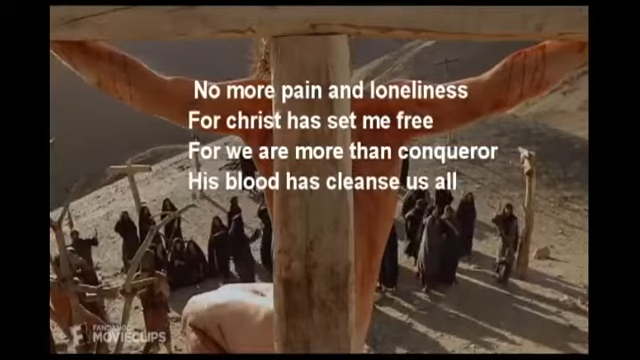 No more pain and loneliness
For christ has set me free
For we are more than conqueror
His blood has cleanse us all
FANDANGO
MOVIECLIPS